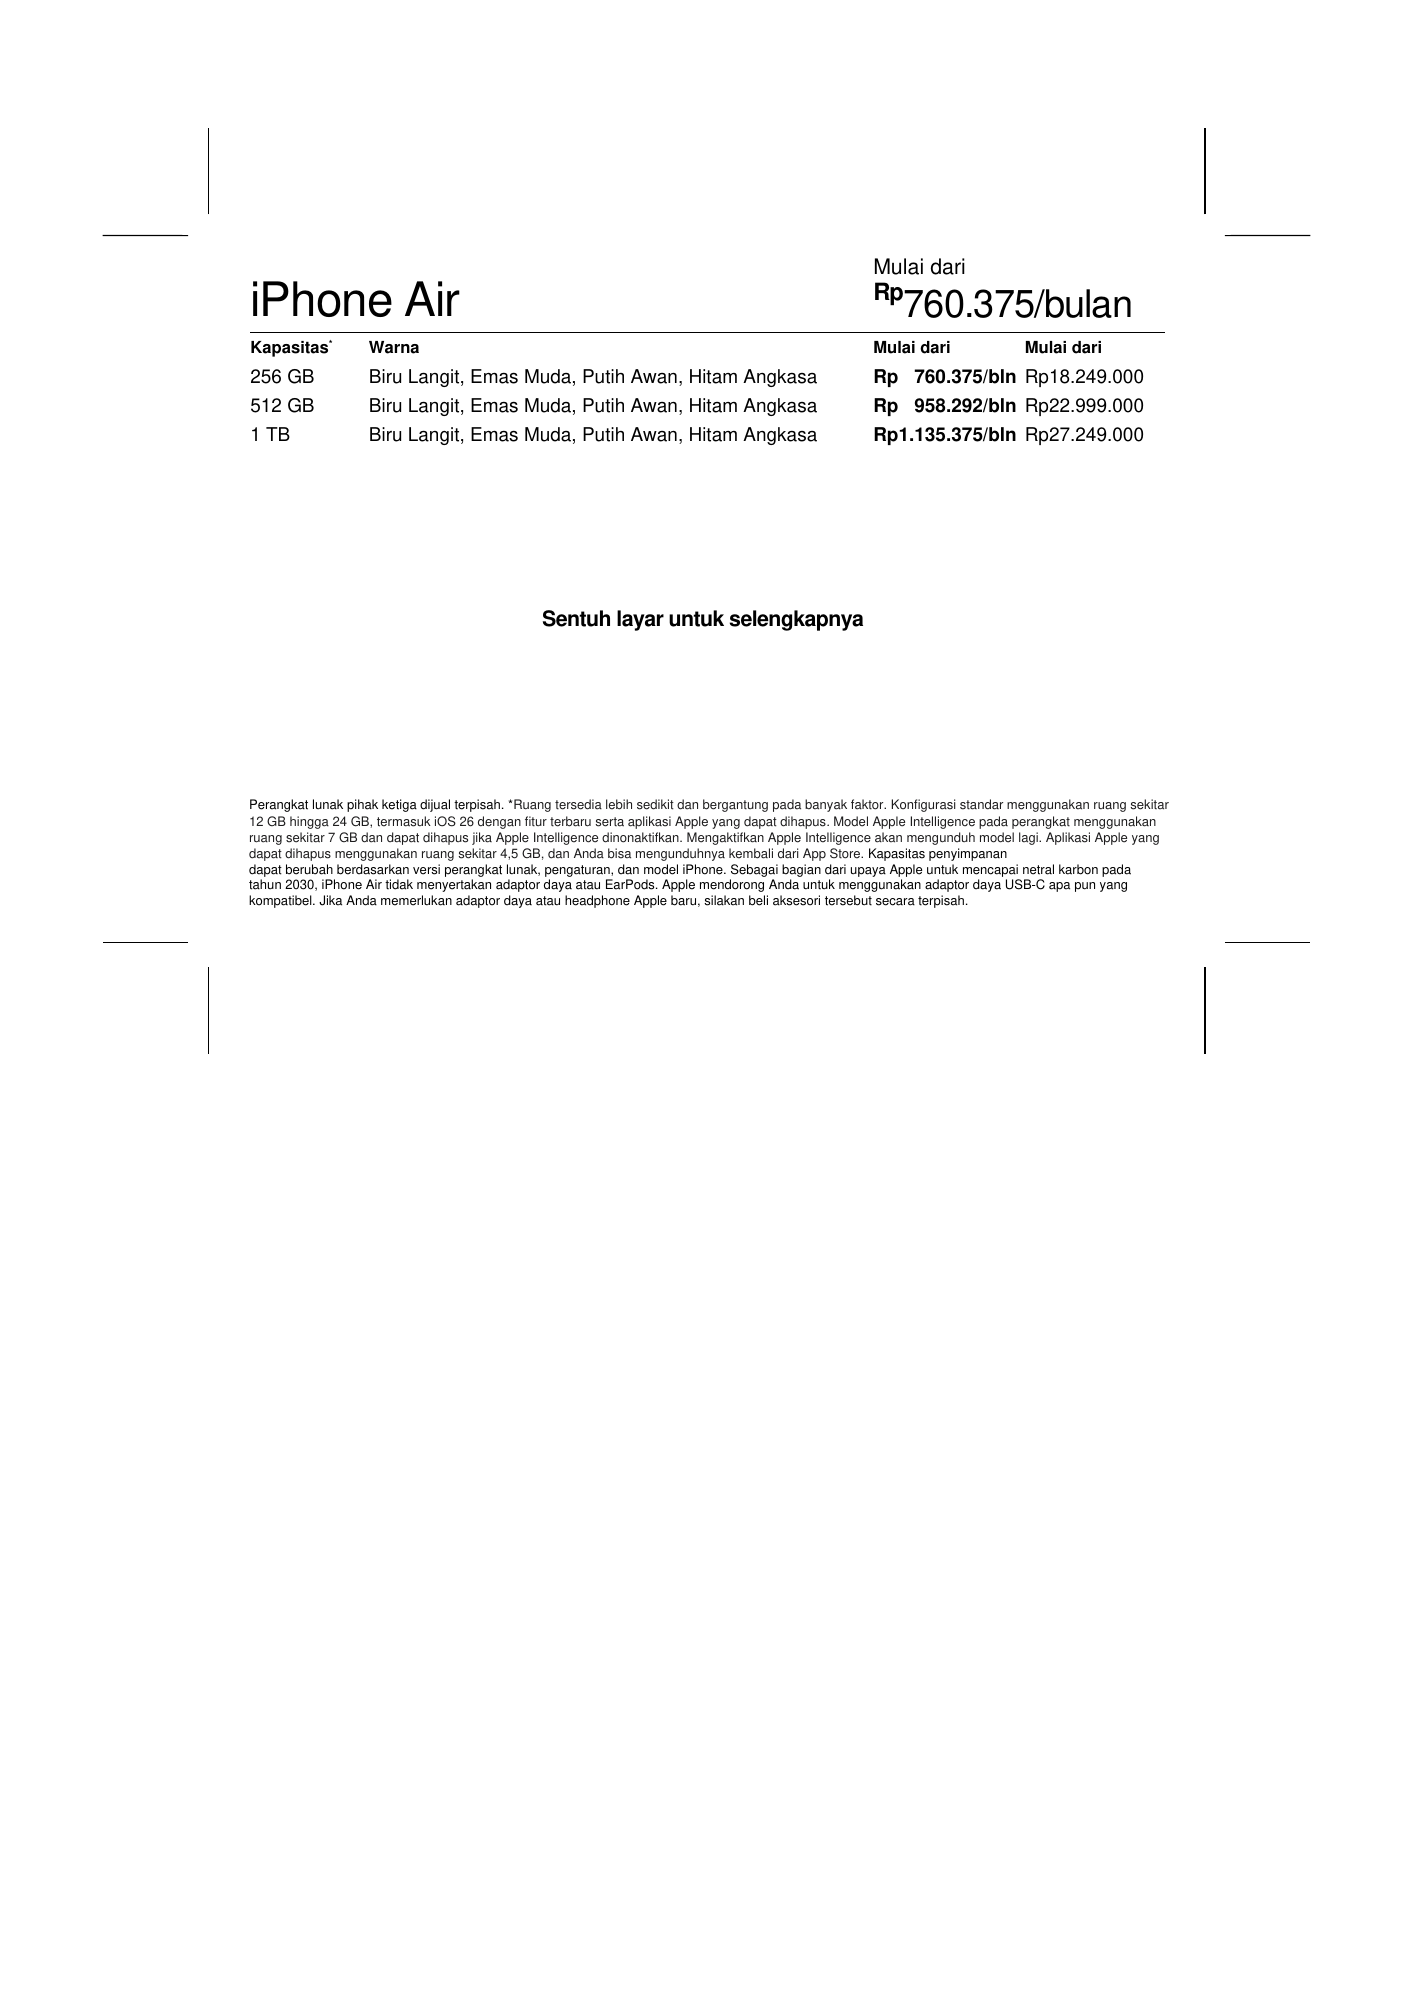 iPhone Air
Mulai dari
Rp760.375/bulan
Kapasitas* Warna Mulai dari Mulai dari
256 GB Biru Langit, Emas Muda, Putih Awan, Hitam Angkasa Rp 760.375/bln Rp18.249.000
512 GB Biru Langit, Emas Muda, Putih Awan, Hitam Angkasa Rp 958.292/bln Rp22.999.000
1 TB Biru Langit, Emas Muda, Putih Awan, Hitam Angkasa Rp1.135.375/bln Rp27.249.000
Sentuh layar untuk selengkapnya
Perangkat lunak pihak ketiga dijual terpisah. *Ruang tersedia lebih sedikit dan bergantung pada banyak faktor. Konfigurasi standar menggunakan ruang sekitar
12 GB hingga 24 GB, termasuk iOS 26 dengan fitur terbaru serta aplikasi Apple yang dapat dihapus. Model Apple Intelligence pada perangkat menggunakan
ruang sekitar 7 GB dan dapat dihapus jika Apple Intelligence dinonaktifkan. Mengaktifkan Apple Intelligence akan mengunduh model lagi. Aplikasi Apple yang
dapat dihapus menggunakan ruang sekitar 4,5 GB, dan Anda bisa mengunduhnya kembali dari App Store. Kapasitas penyimpanan
dapat berubah berdasarkan versi perangkat lunak, pengaturan, dan model iPhone. Sebagai bagian dari upaya Apple untuk mencapai netral karbon pada
tahun 2030, iPhone Air tidak menyertakan adaptor daya atau EarPods. Apple mendorong Anda untuk menggunakan adaptor daya USB-C apa pun yang
kompatibel. Jika Anda memerlukan adaptor daya atau headphone Apple baru, silakan beli aksesori tersebut secara terpisah.